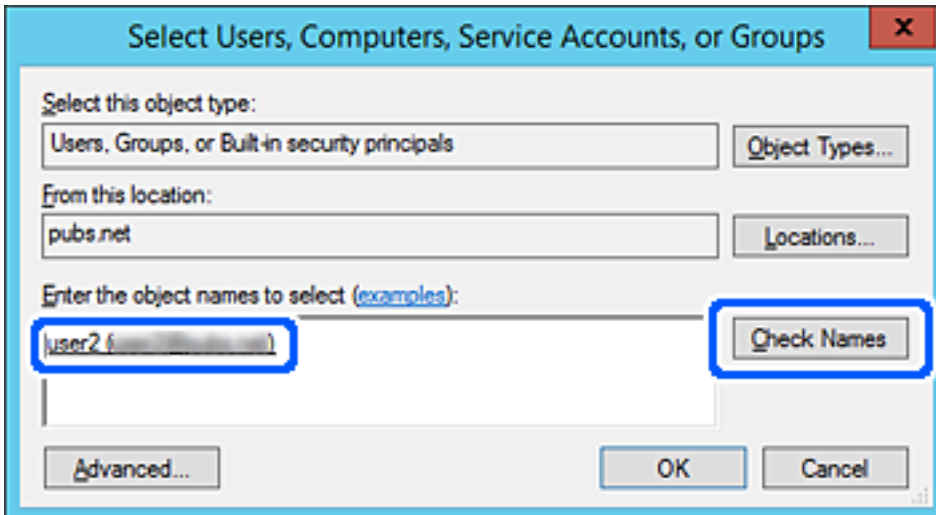 Select Users, Computers, Service Accounts, or Groups
x
Select this object type:
Users, Groups, or Built-in security principals
Object Types...
From this location:
pubs.net
Locations...
Enter the object names to select (examples):
user2 (
Check Names
Advanced...
OK
Cancel